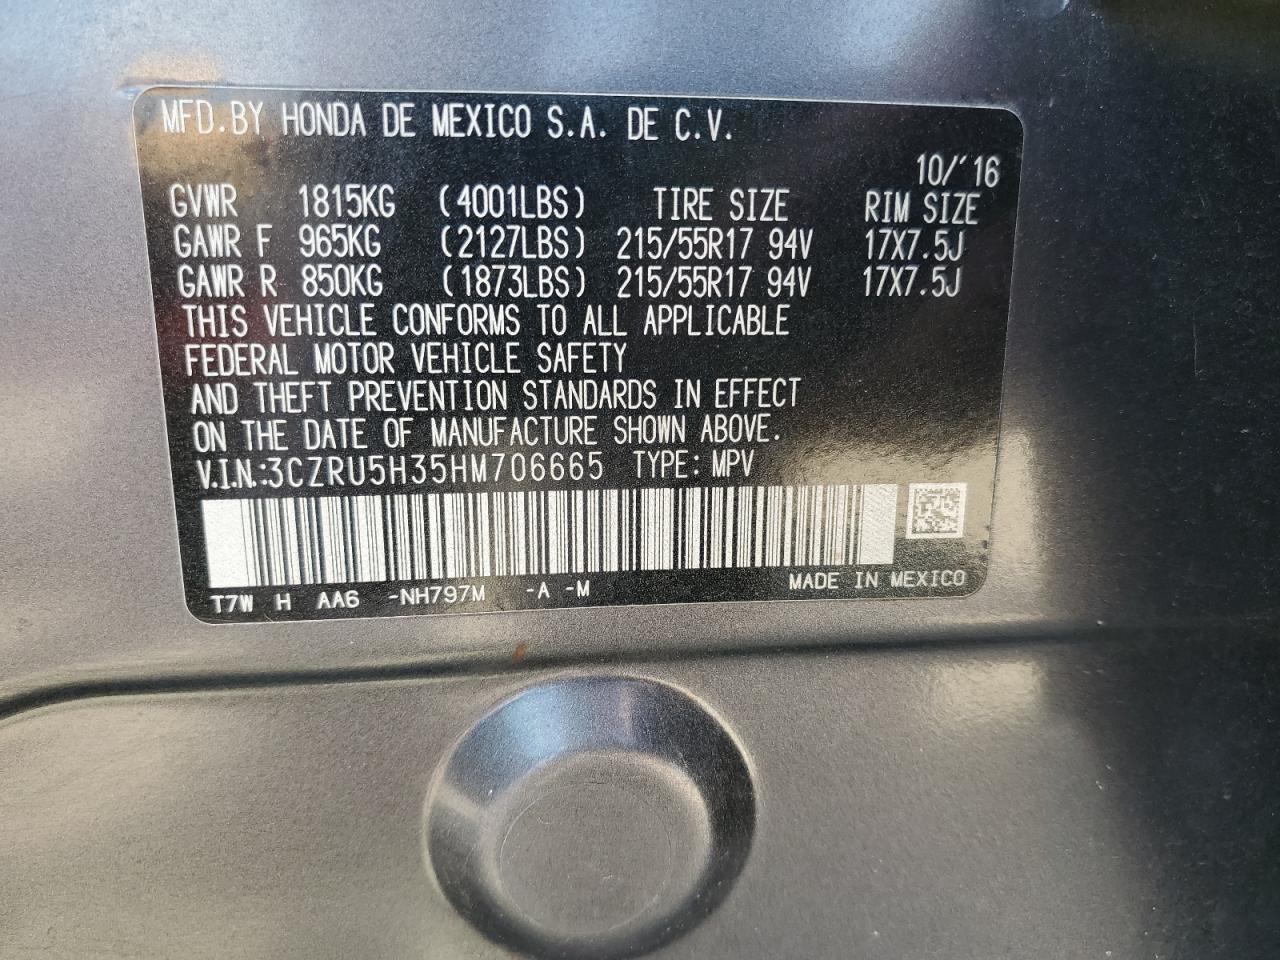 MFD.BY HONDA DE MEXICO S.A. DE C.V.
10/'16
GVWR 1815KG (4001LBS) TIRE SIZE RIM SIZE
GAWR F 965KG (2127LBS) 215/55R17 94V 17X7.5J
GAWR R 850KG (1873LBS) 215/55R17 94V 17X7.5J
THIS VEHICLE CONFORMS TO ALL APPLICABLE
FEDERAL MOTOR VEHICLE SAFETY
AND THEFT PREVENTION STANDARDS IN EFFECT
ON THE DATE OF MANUFACTURE SHOWN ABOVE.
V.I.N.:3CZRU5H35HM706665 TYPE: MPV
T7W H AA6 -NH797M -A -M MADE IN MEXICO